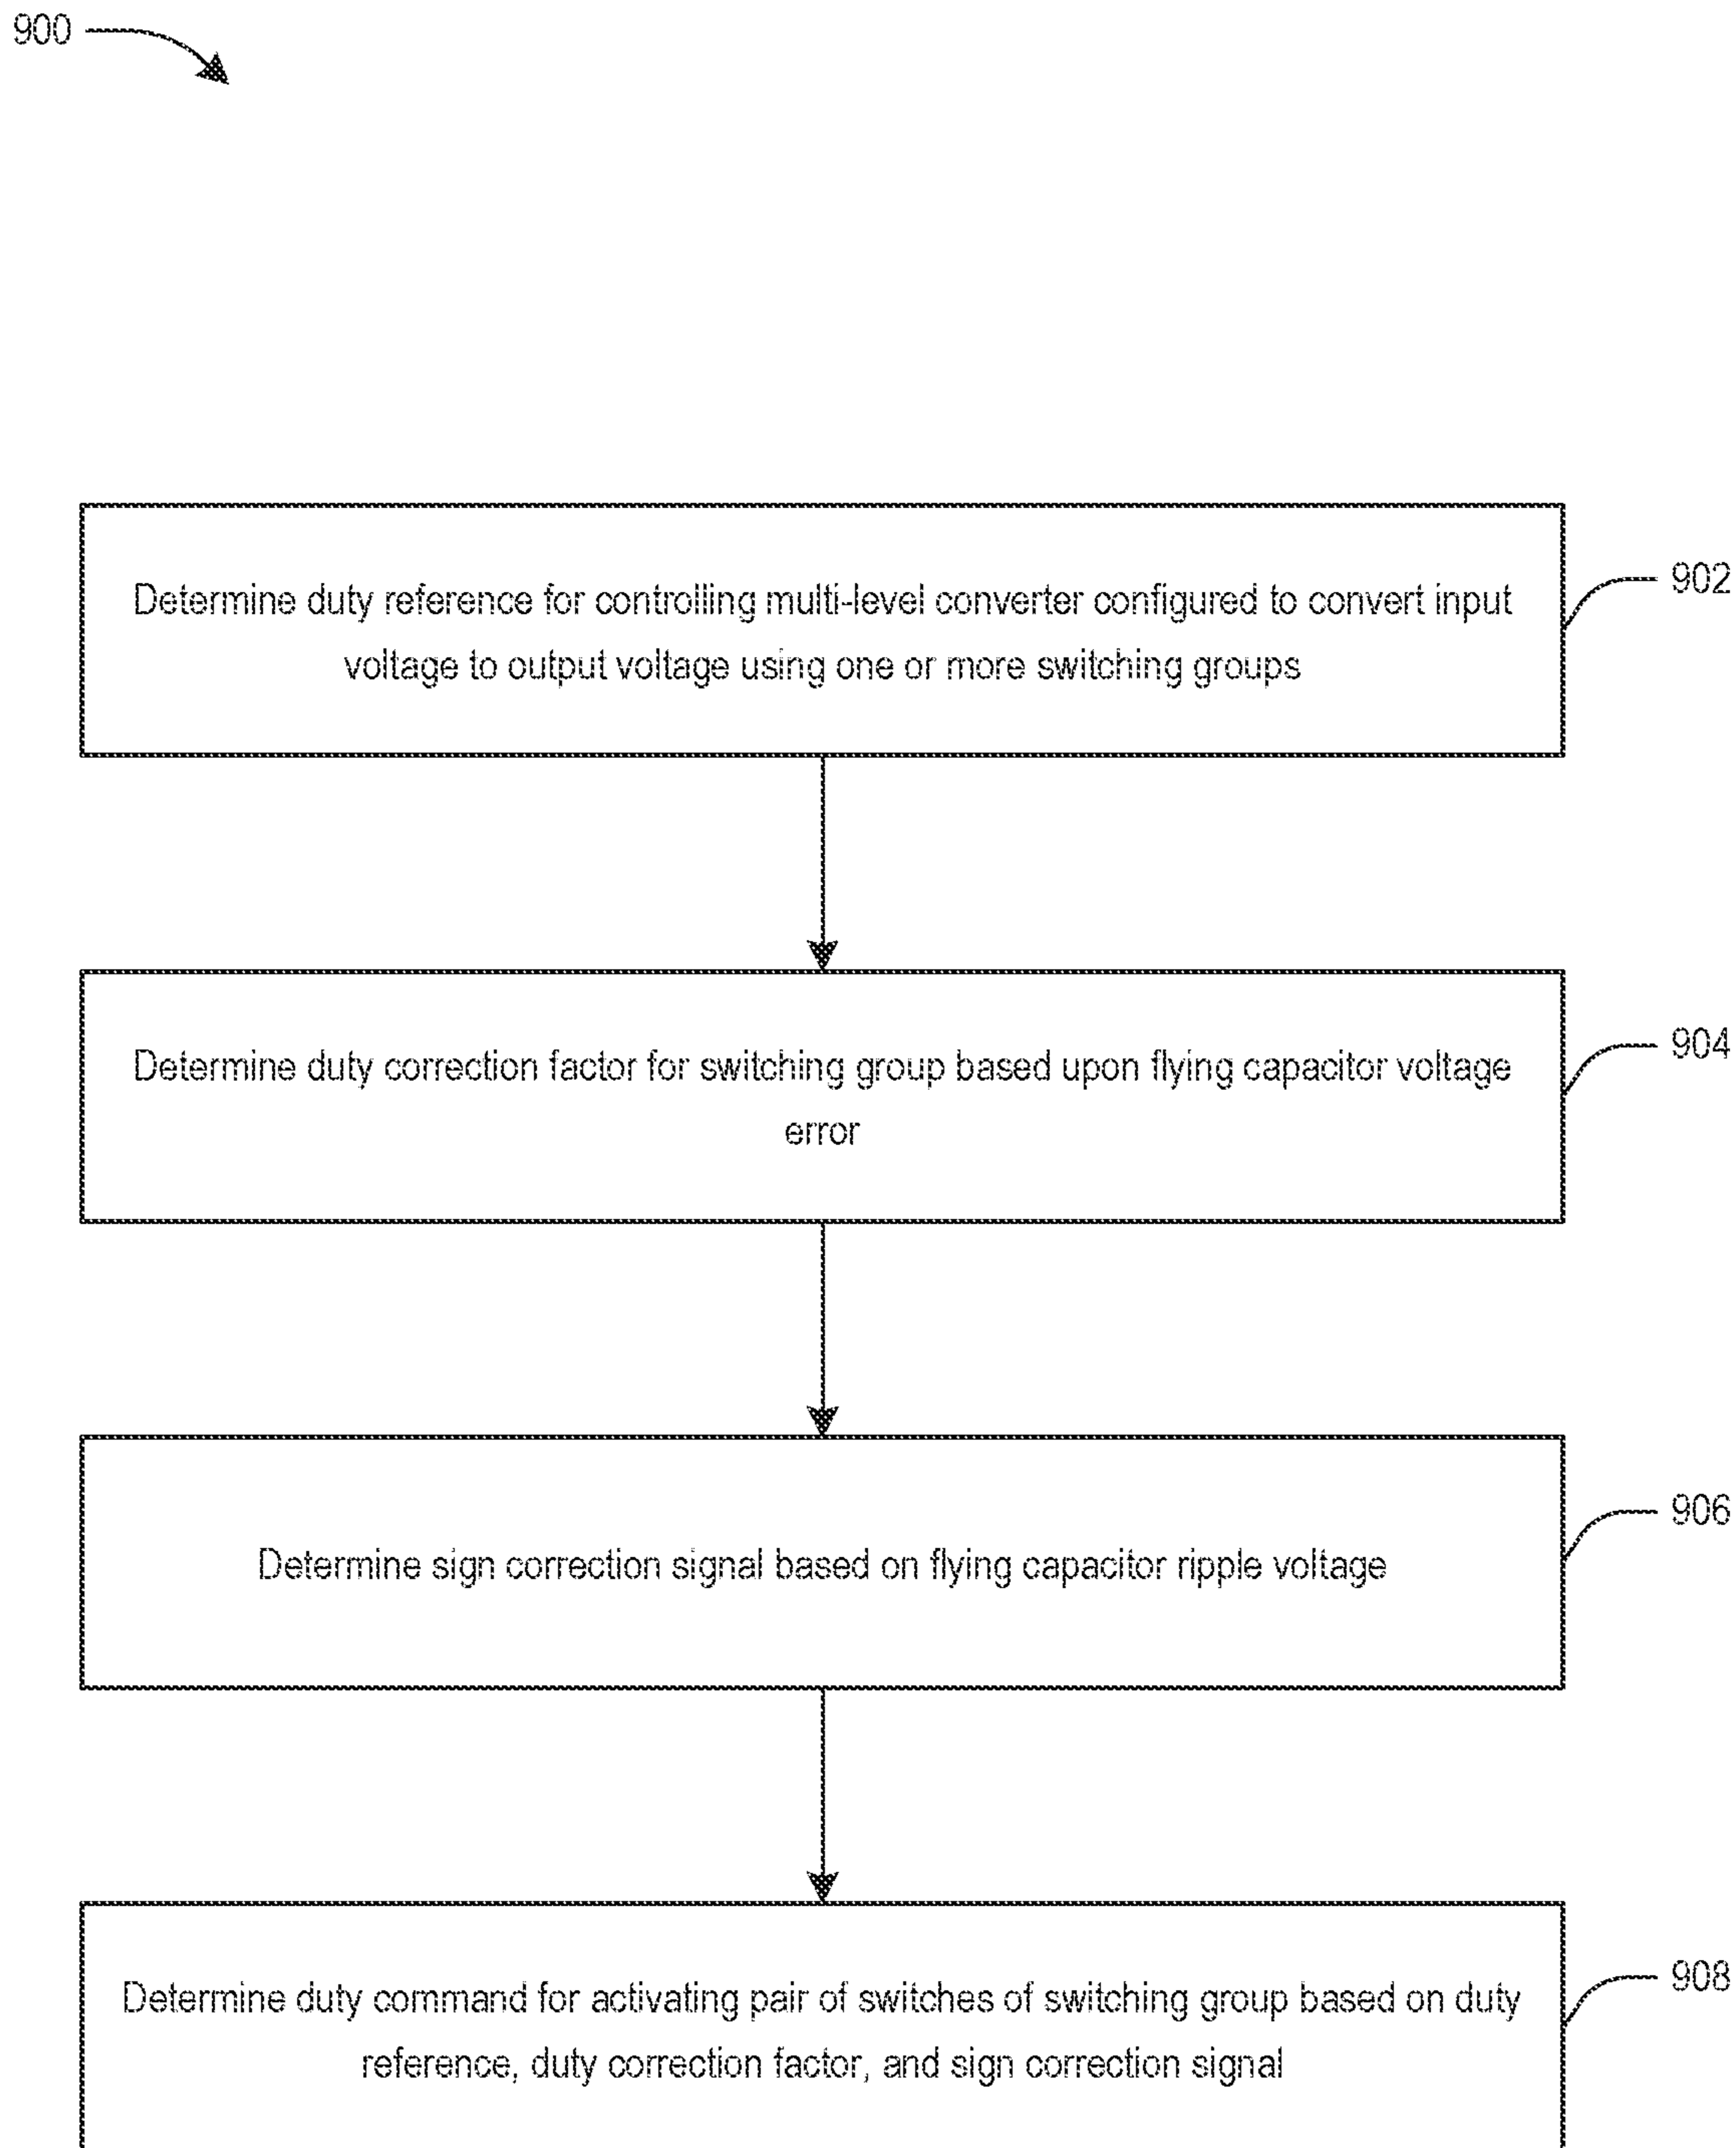 900
Determine duty reference for controlling multi-level converter configured to convert input
voltage to output voltage using one or more switching groups
902
Determine duty correction factor for switching group based upon flying capacitor voltage
error
904
Determine sign correction signal based on flying capacitor ripple voltage
906
Determine duty command for activating pair of switches of switching group based on duty
reference, duty correction factor, and sign correction signal
908